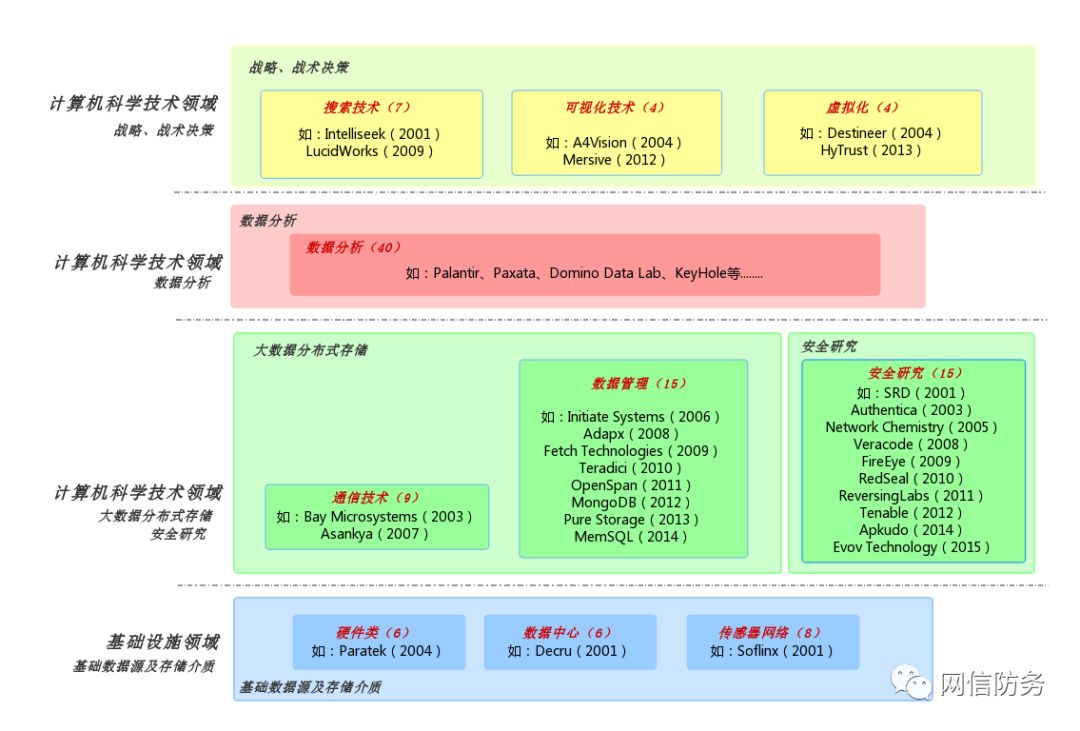 战略、战术决策
计算机科学技术领域
战略、战术决策
搜索技术（7）
如：Intelliseek（2001）
LucidWorks（2009）
可视化技术（4）
如：A4Vision（2004）
Mersive（2012）
虚拟化（4）
如：Destineer（2004）
HyTrust（2013）
数据分析
计算机科学技术领域
数据分析
数据分析（40）
如：Palantir、Paxata、Domino Data Lab、KeyHole等........
计算机科学技术领域
大数据分布式存储
安全研究
大数据分布式存储
通信技术（9）
如：Bay Microsystems（2003）
Asankya（2007）
数据管理（15）
如：Initiate Systems（2006）
Adapx（2008）
Fetch Technologies（2009）
Teradici（2010）
OpenSpan（2011）
MongoDB（2012）
Pure Storage（2013）
MemSQL（2014）
安全研究
安全研究（15）
如：SRD（2001）
Authentica（2003）
Network Chemistry（2005）
Veracode（2008）
FireEye（2009）
RedSeal（2010）
ReversingLabs（2011）
Tenable（2012）
Apkudo（2014）
Evov Technology（2015）
基础设施领域
基础数据源及存储介质
硬件类（6）
如：Paratek（2004）
数据中心（6）
如：Decru（2001）
传感器网络（8）
如：Soflinx（2001）
基础数据源及存储介质
网信防务